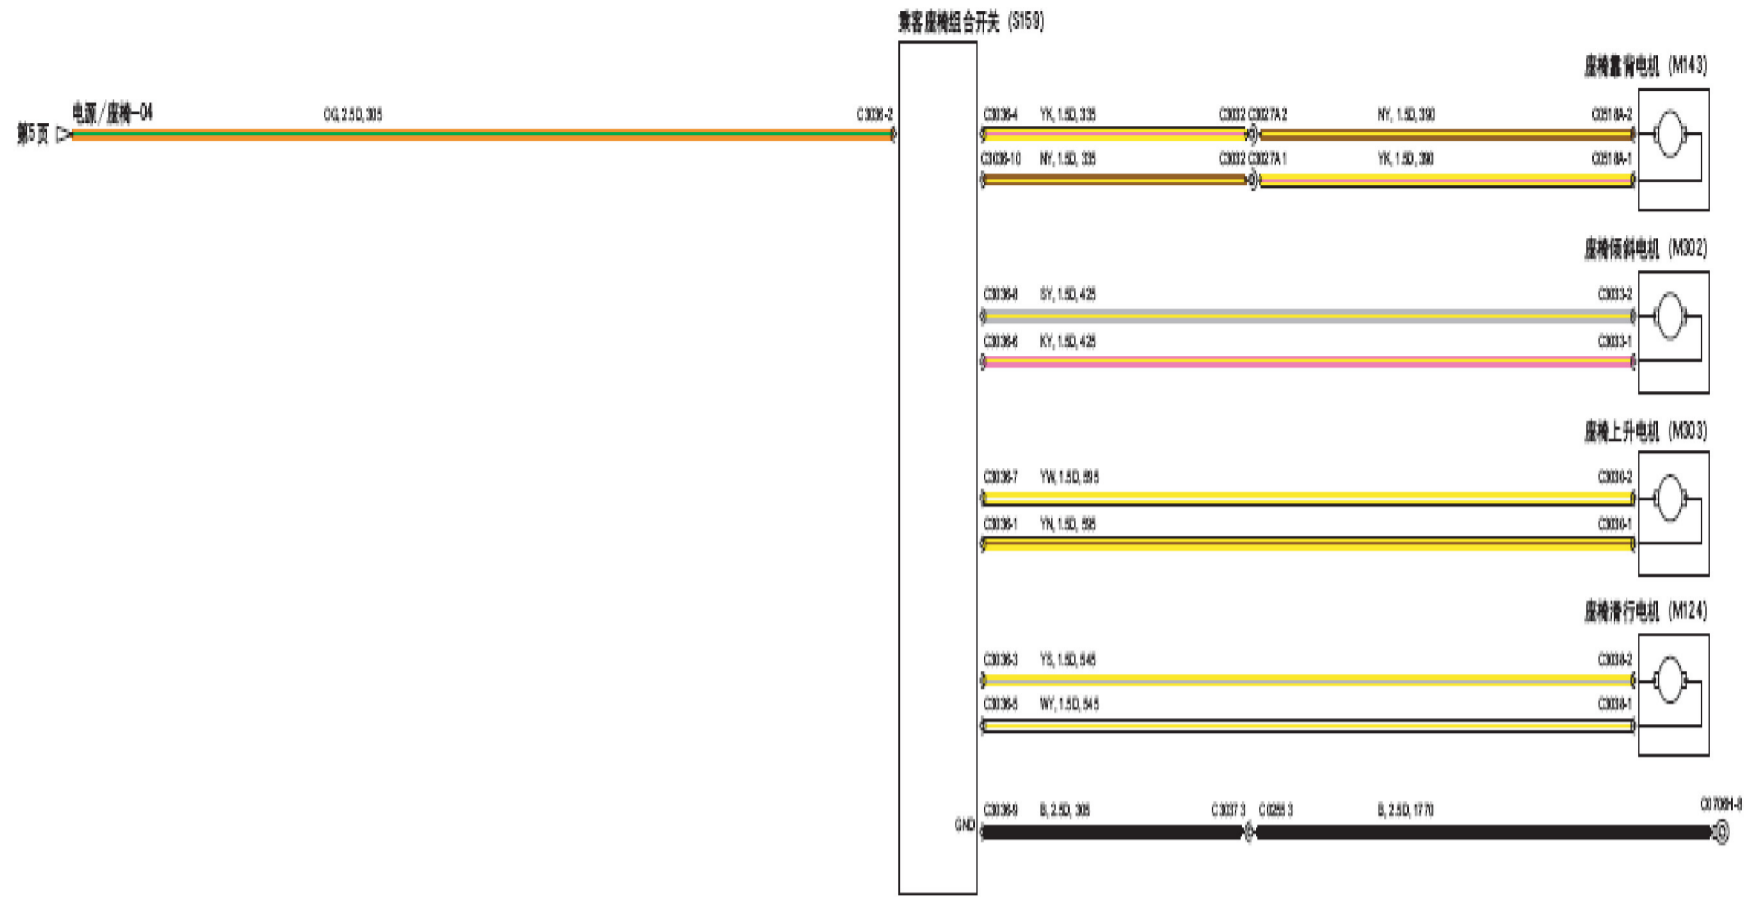 乘客座椅组合开关 (S159)
座椅靠背电机 (M143)
电源/座椅-04
OG, 2.5D, 305
C3036-2
第5页
C3036-4
YK, 1.5D, 335
C3032 C3027A 2
NY, 1.5D, 390
C0518A-2
C3036-10
NY, 1.5D, 335
C3032 C3027A 1
YK, 1.5D, 390
C0518A-1
座椅倾斜电机 (M302)
C3036-8
SY, 1.5D, 425
C3033-2
C3036-6
KY, 1.5D, 425
C3033-1
座椅上升电机 (M303)
C3036-7
YW, 1.5D, 595
C3030-2
C3036-1
YN, 1.5D, 595
C3030-1
座椅滑行电机 (M124)
C3036-3
YS, 1.5D, 545
C3038-2
C3036-5
WY, 1.5D, 545
C3038-1
C0706H-8
C3036-9
B, 2.5D, 305
C3037 3
C0255 3
B, 2.5D, 1770
GND